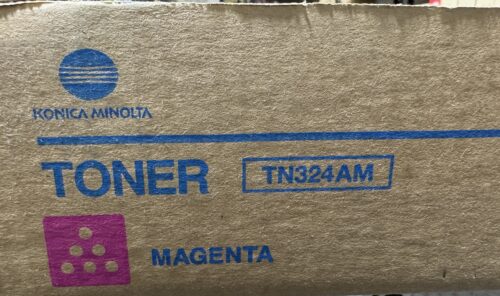 KONICA MINOLTA
TONER TN324AM
MAGENTA